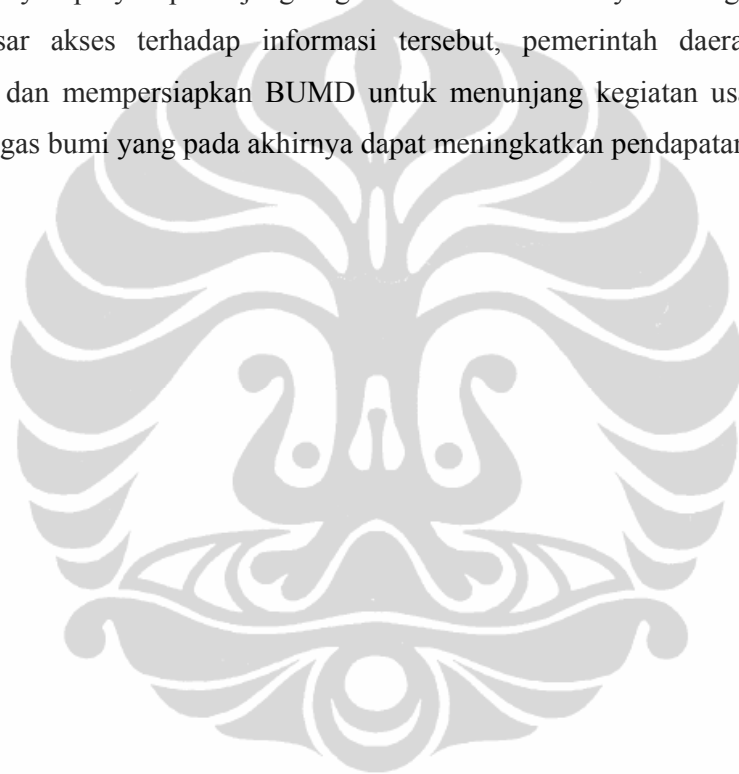 sar akses terhadap informasi tersebut, pemerintah daera
dan mempersiapkan BUMD untuk menunjang kegiatan us
gas bumi yang pada akhirnya dapat meningkatkan pendapatan